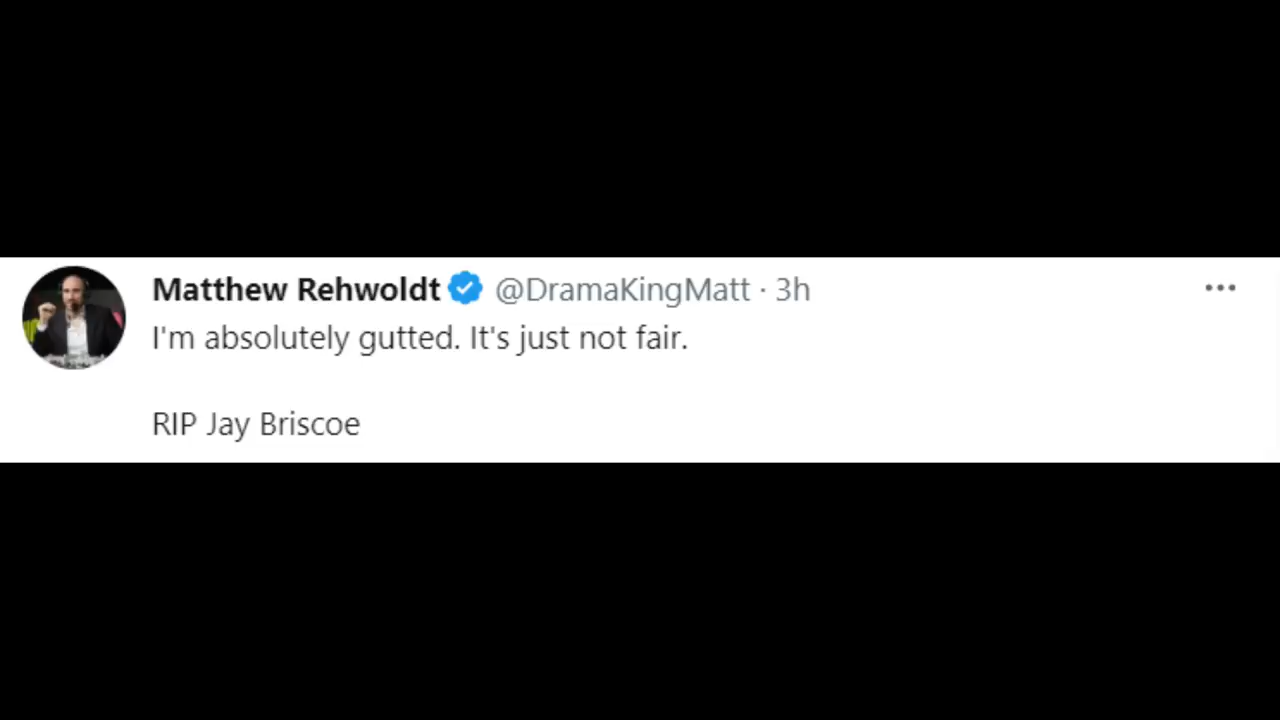 Matthew Rehwoldt @DramaKingMatt · 3h
I'm absolutely gutted. It's just not fair.
RIP Jay Briscoe